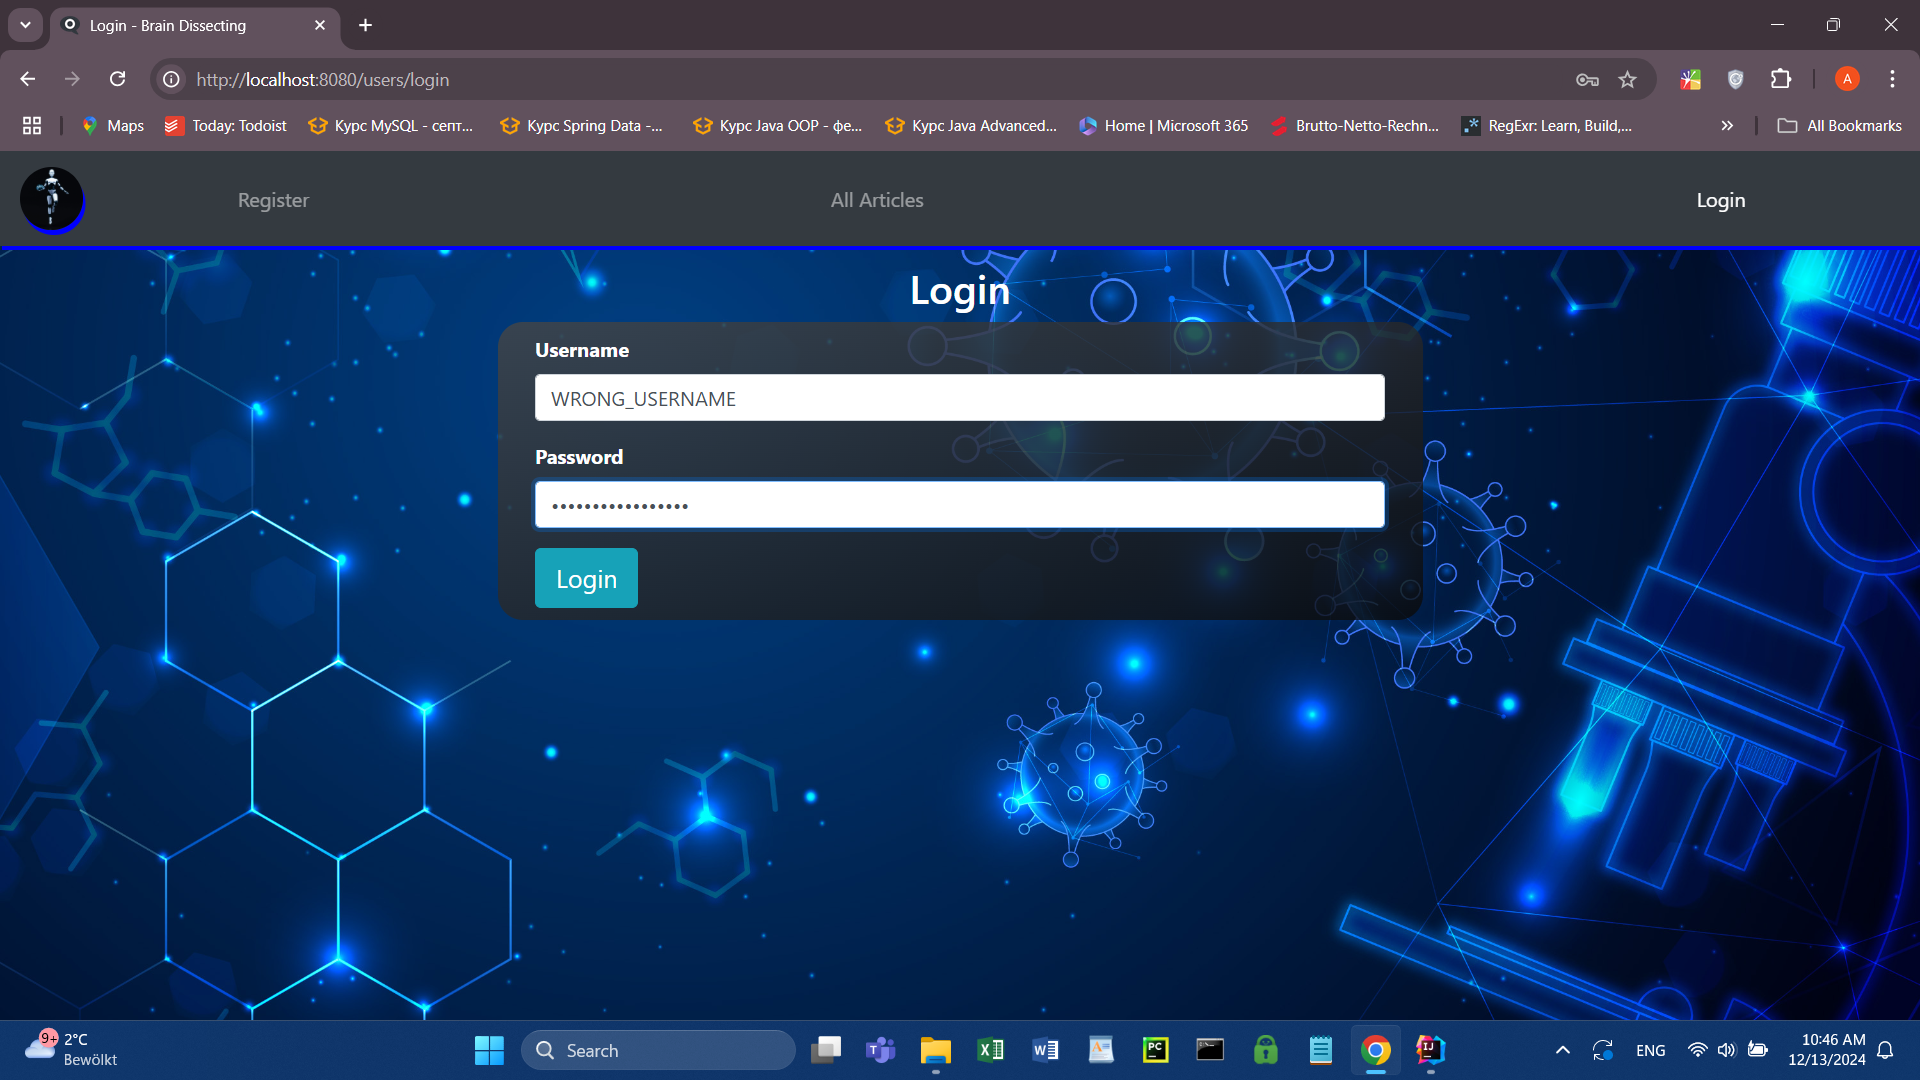 Login - Brain Dissecting
http://localhost:8080/users/login
A
Maps
Today: Todoist
Курс MySQL - септ...
Курс Spring Data -...
Курс Java OOP - фе...
Курс Java Advanced...
Home | Microsoft 365
Brutto-Netto-Rechn...
RegExr: Learn, Build,...
All Bookmarks
Register
All Articles
Login
Login
Username
WRONG_USERNAME
Password
Login
9+
2°C
Bewölkt
Search
PC
IJ
ENG
10:46 AM
12/13/2024